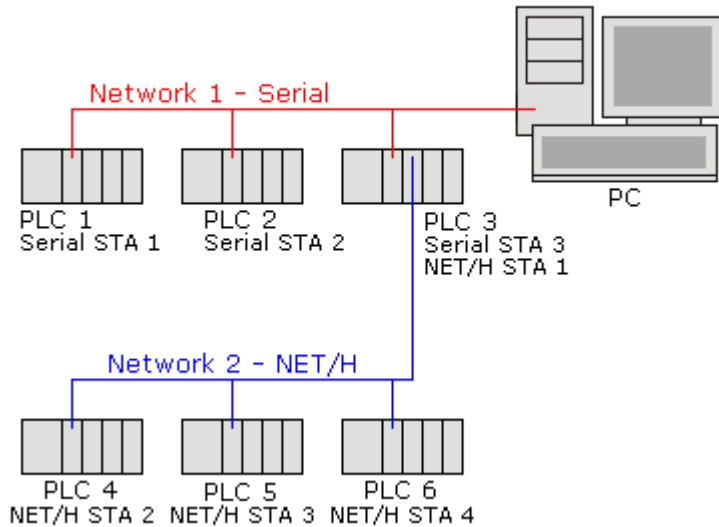 Network 1 - Serial
PLC 1
Serial STA 1
PLC 2
Serial STA 2
PLC 3
Serial STA 3
NET/H STA 1
PC
Network 2 - NET/H
PLC 4
NET/H STA 2
PLC 5
NET/H STA 3
PLC 6
NET/H STA 4